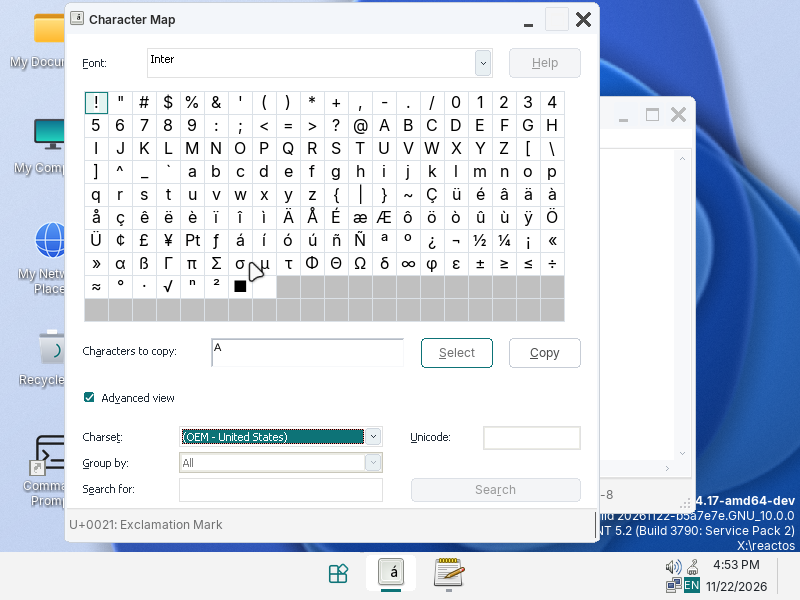 My Docum
My Comp
My Netw
Place
Recycle
Comma
Promp
á Character Map
Font:
Inter
Help
! " # $ % & ' ( ) * + , - . / 0 1 2 3 4
5 6 7 8 9 : ; < = > ? @ A B C D E F G H
I J K L M N O P Q R S T U V W X Y Z [ \
] ^ _ ` a b c d e f g h i j k l m n o p
q r s t u v w x y z { | } ~ Ç ü é â ä à
å ç ê ë è ï î ì Ä Å É æ Æ ô ö ò û ù ÿ Ö
Ü ¢ £ ¥ Pt ƒ á í ó ú ñ Ñ ª º ¿ ¬ ½ ¼ ¡ «
» α ß Γ π Σ σ µ τ Φ Θ Ω δ ∞ φ ε ± ≥ ≤ ÷
≈ ° · √ ⁿ ² ■
Characters to copy:
A
Select
Copy
Advanced view
Charset:
(OEM - United States)
Unicode:
Group by:
All
Search for:
Search
U+0021: Exclamation Mark
-8
4.17-amd64-dev
ild 20261122-b5a7e7e.GNU_10.0.0
NT 5.2 (Build 3790: Service Pack 2)
X:\reactos
á
4:53 PM
EN
11/22/2026